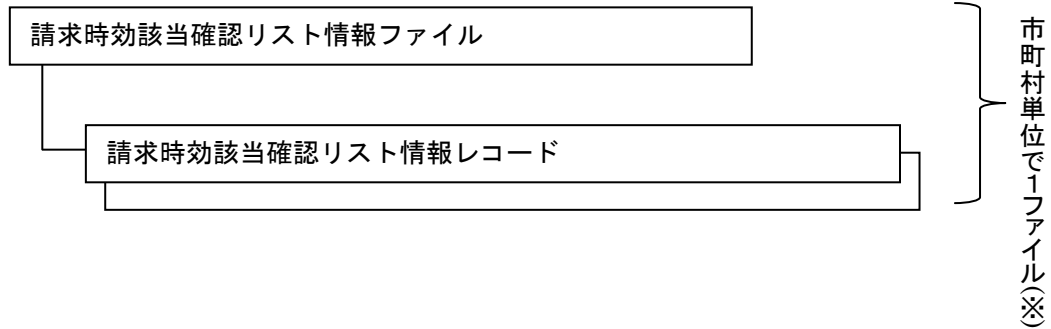 請求時効該当確認リスト情報ファイル
請求時効該当確認リスト情報レコード
市町村単位で1ファイル(※)